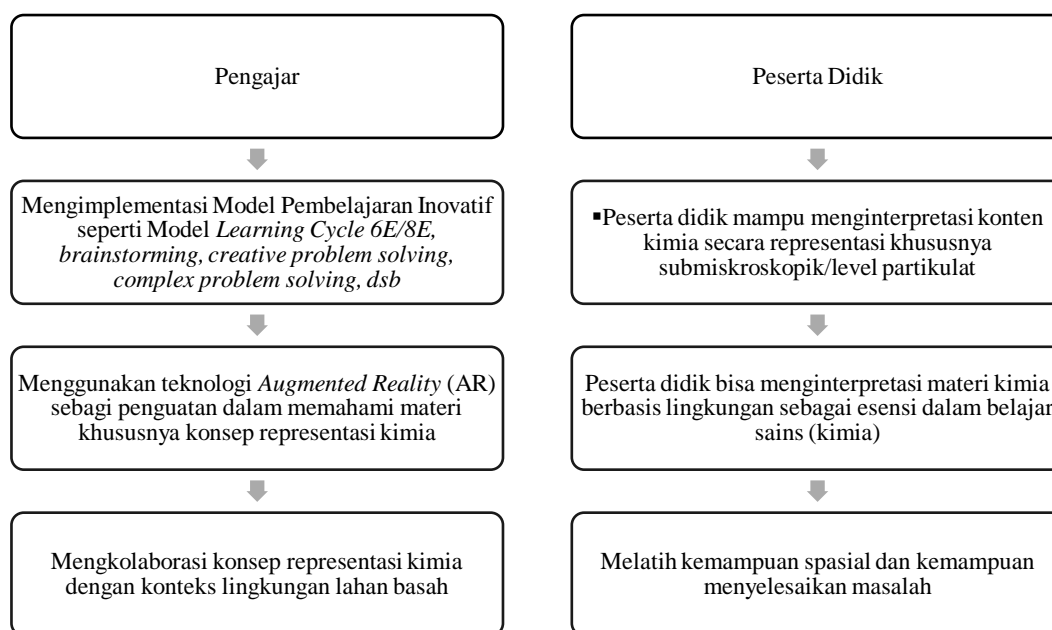 Pengajar
Mengimplementasi Model Pembelajaran Inovatif
seperti Model Learning Cycle 6E/8E,
brainstorming, creative problem solving,
complex problem solving, dsb
Menggunakan teknologi Augmented Reality (AR)
sebagi penguatan dalam memahami materi
khususnya konsep representasi kimia
Mengkolaborasi konsep representasi kimia
dengan konteks lingkungan lahan basah
Peserta Didik
▪Peserta didik mampu menginterpretasi konten
kimia secara representasi khususnya
submiskroskopik/level partikulat
Peserta didik bisa menginterpretasi materi kimia
berbasis lingkungan sebagai esensi dalam belajar
sains (kimia)
Melatih kemampuan spasial dan kemampuan
menyelesaikan masalah